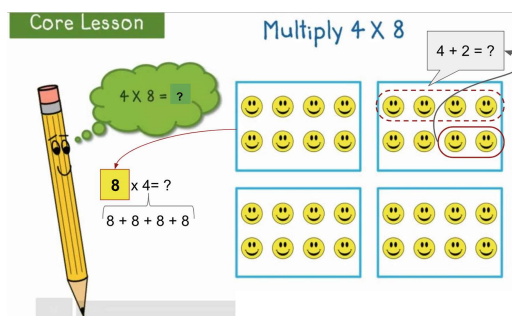 Core Lesson
Multiply 4 X 8
4 + 2 = ?
4 X 8 = ?
8 x 4= ?
8 + 8 + 8 + 8